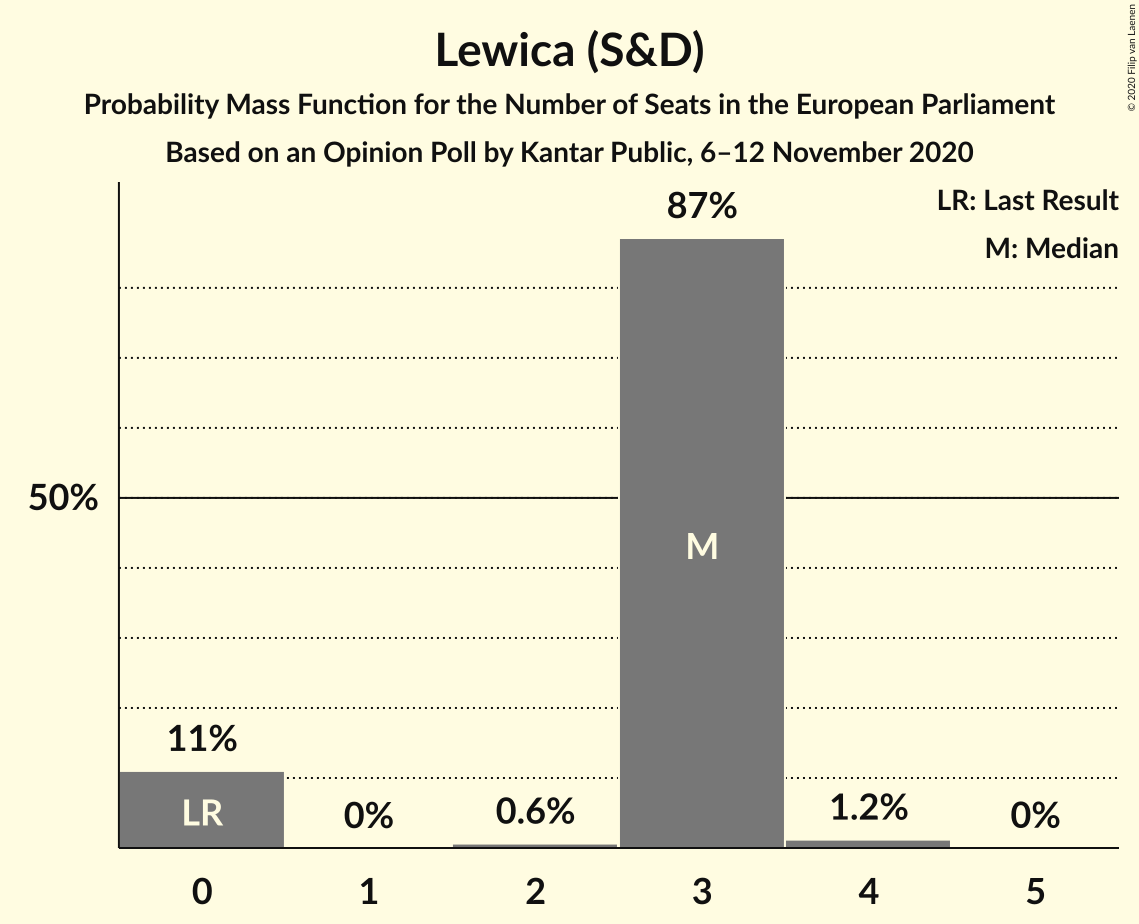 Lewica (S&D)
Probability Mass Function for the Number of Seats in the European Parliament
Based on an Opinion Poll by Kantar Public, 6–12 November 2020
© 2020 Filip van Laenen
LR: Last Result
M: Median
87%
50%
M
11%
LR
0%
0.6%
1.2%
0%
0 1 2 3 4 5